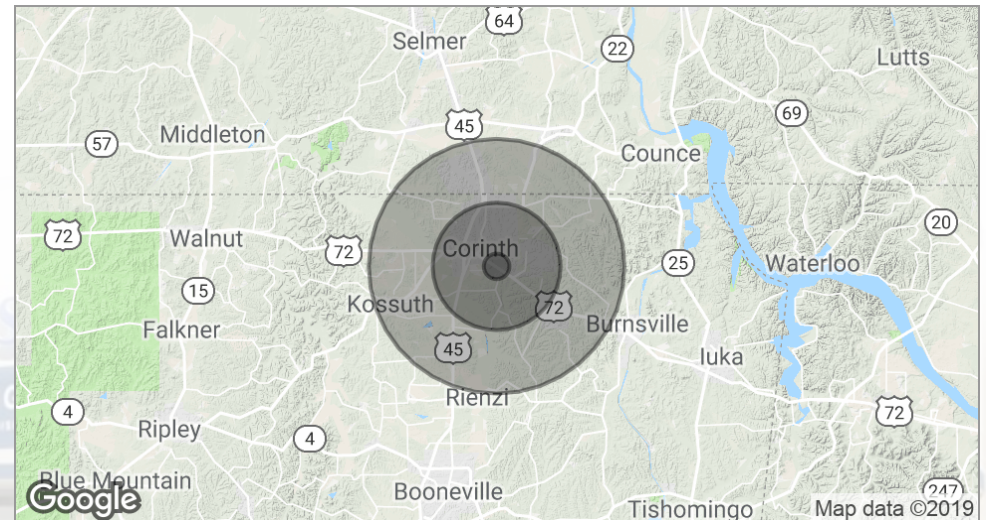 64
Selmer
22
Lutts
69
45
57
Middleton
Counce
20
72
Walnut
72
Corinth
25
Waterloo
15
Kossuth
72
Falkner
Burnsville
45
Iuka
Rienzi
4
72
Ripley
4
Blue Mountain
Booneville
247
Google
Tishomingo
Map data ©2019